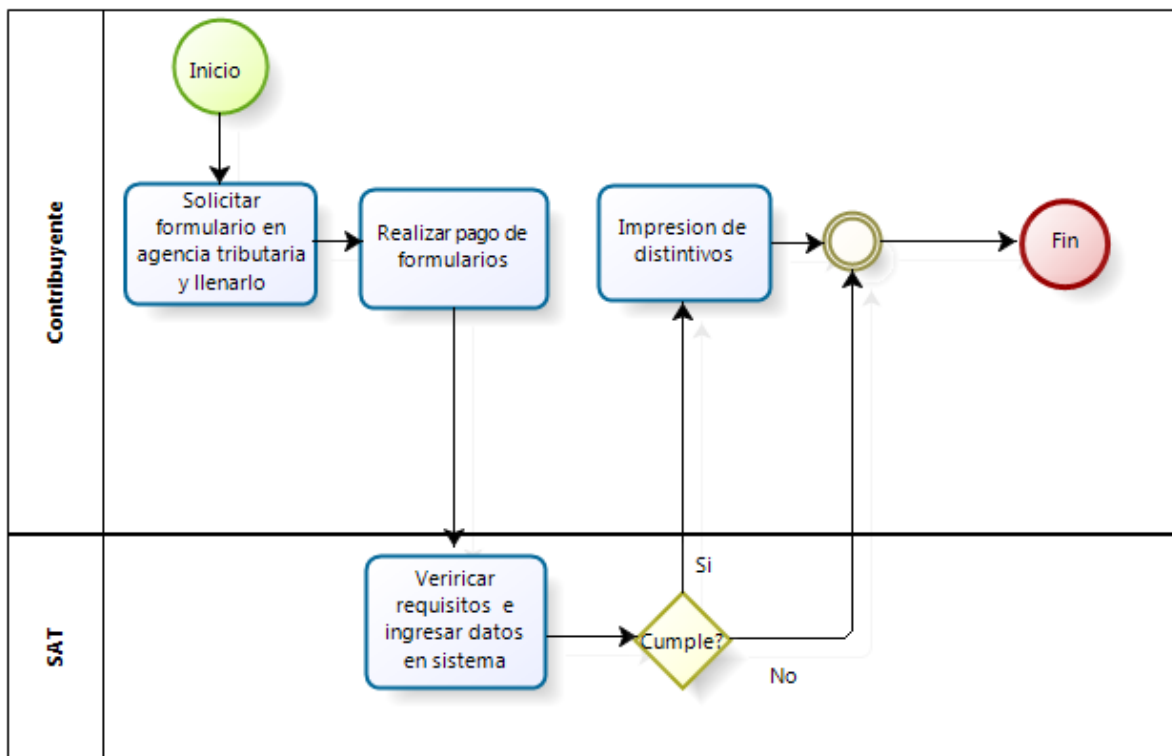 Contribuyente
Inicio
Solicitar
formulario en
agencia tributaria
y llenarlo
Realizar pago de
formularios
Impresion de
distintivos
Fin
SAT
Veriricar
requisitos e
ingresar datos
en sistema
Cumple?
Si
No